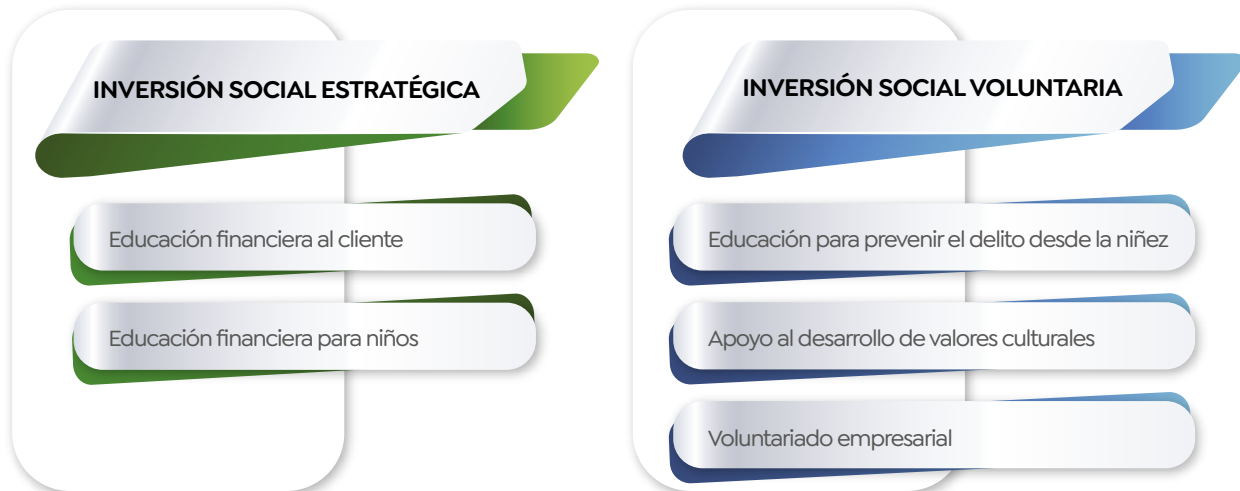 INVERSIÓN SOCIAL ESTRATÉGICA
Educación financiera al cliente
Educación financiera para niños
INVERSIÓN SOCIAL VOLUNTARIA
Educación para prevenir el delito desde la niñez
Apoyo al desarrollo de valores culturales
Voluntariado empresarial